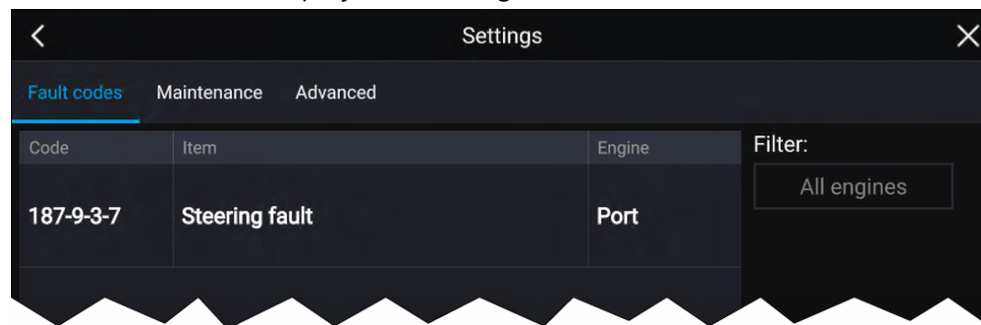 Settings
Fault codes Maintenance Advanced
Code Item Engine
Filter:
All engines
187-9-3-7 Steering fault Port